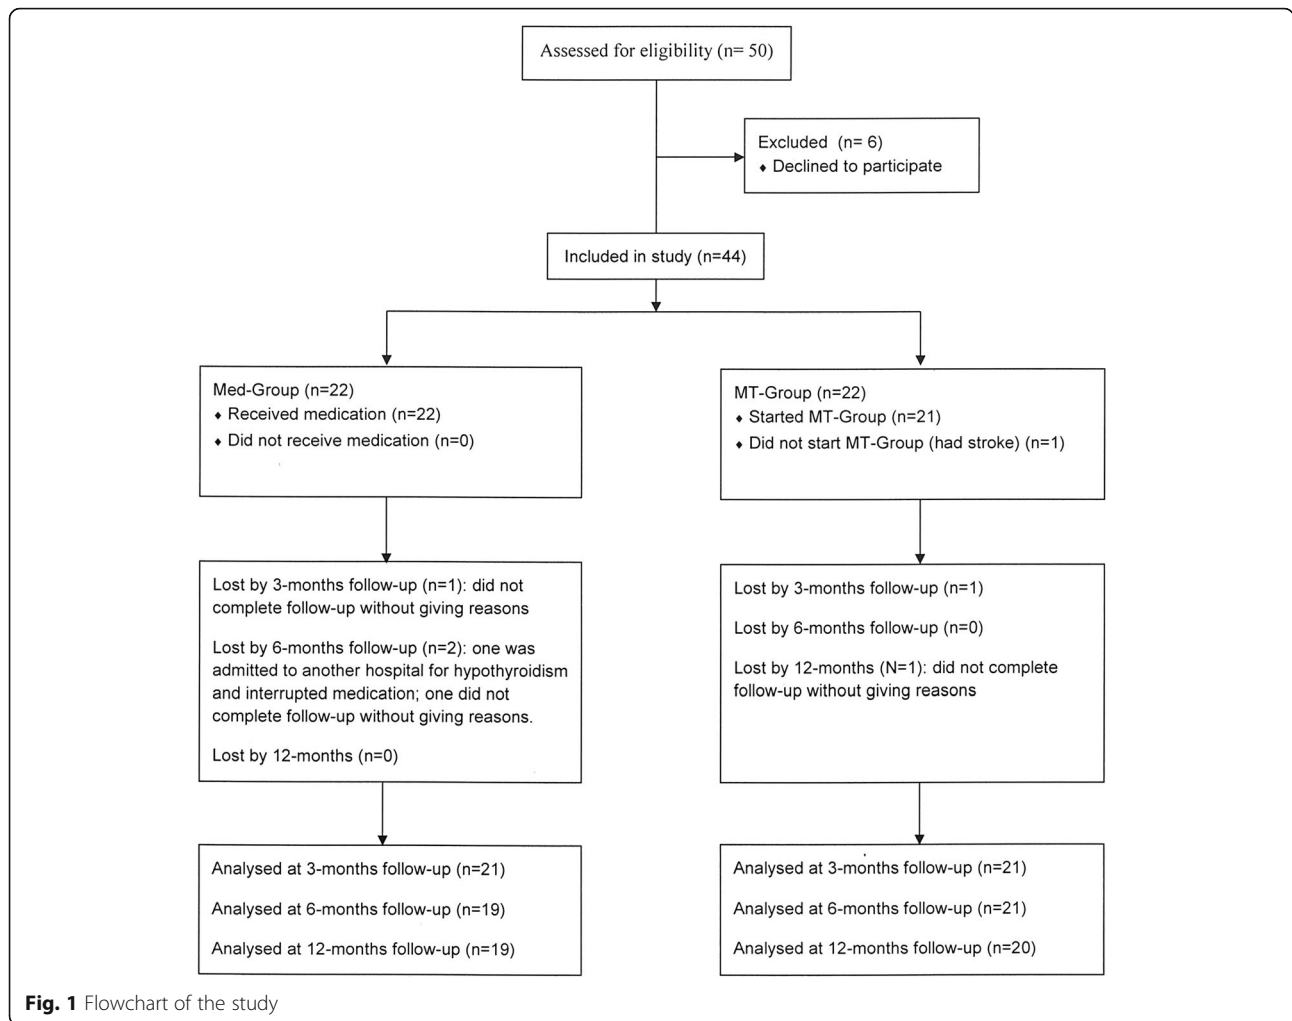 Assessed for eligibility (n= 50)
Excluded (n= 6)
♦ Declined to participate
Included in study (n=44)
Med-Group (n=22)
♦ Received medication (n=22)
♦ Did not receive medication (n=0)
MT-Group (n=22)
♦ Started MT-Group (n=21)
♦ Did not start MT-Group (had stroke) (n=1)
Lost by 3-months follow-up (n=1): did not
complete follow-up without giving reasons
Lost by 6-months follow-up (n=2): one was
admitted to another hospital for hypothyroidism
and interrupted medication; one did not
complete follow-up without giving reasons.
Lost by 12-months (n=0)
Lost by 3-months follow-up (n=1)
Lost by 6-months follow-up (n=0)
Lost by 12-months (N=1): did not complete
follow-up without giving reasons
Analysed at 3-months follow-up (n=21)
Analysed at 6-months follow-up (n=19)
Analysed at 12-months follow-up (n=19)
Analysed at 3-months follow-up (n=21)
Analysed at 6-months follow-up (n=21)
Analysed at 12-months follow-up (n=20)
Fig. 1 Flowchart of the study